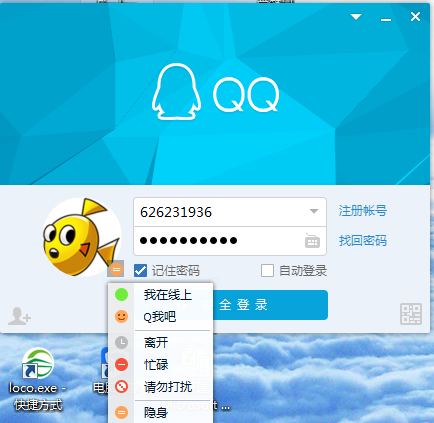 QQ
626231936
注册帐号
找回密码
记住密码
自动登录
全 登 录
我在线上
Q我吧
离开
忙碌
请勿打扰
隐身
loco.exe -
快捷方式
...